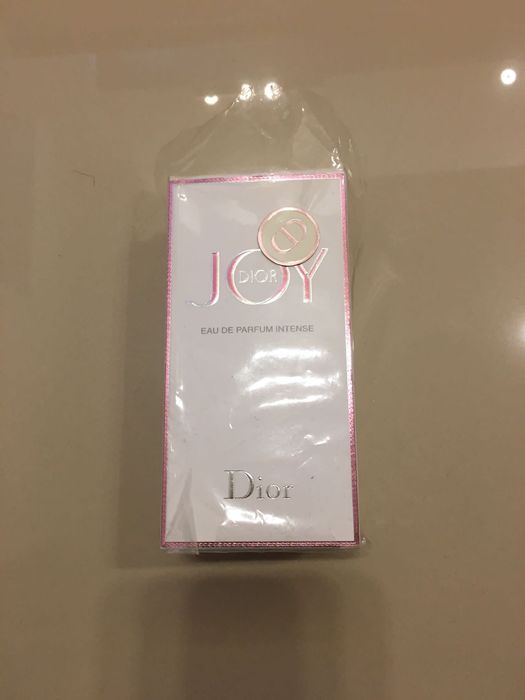 JOY
DIOR
EAU DE PARFUM INTENSE
Dior